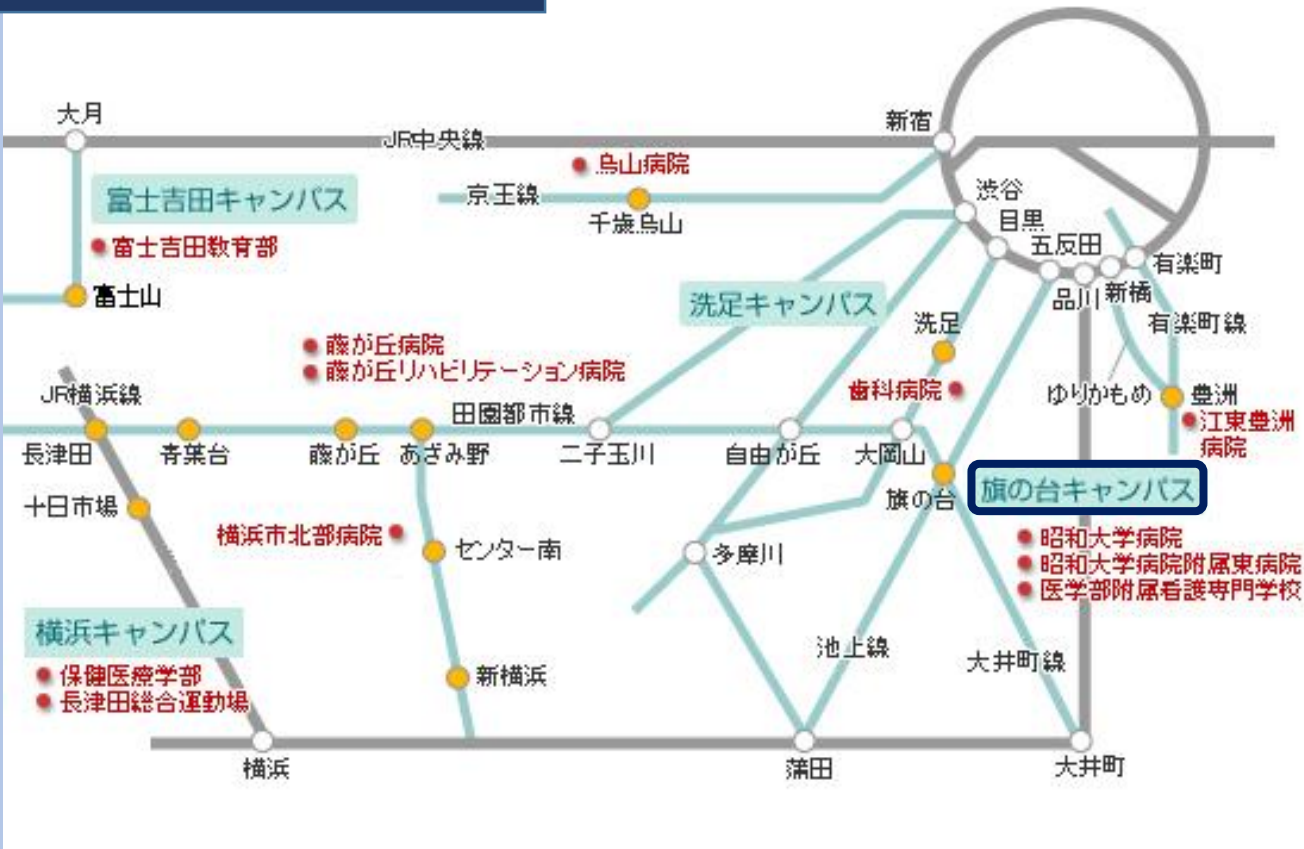 大月
新宿
JR中央線
烏山病院
京王線
渋谷
富士吉田キャンパス
千歳烏山
目黒
富士吉田教育部
五反田
有楽町
富士山
洗足キャンパス
品川
新橋
洗足
有楽町線
藤が丘病院
藤が丘リハビリテーション病院
JR横浜線
歯科病院
ゆりかもめ
豊洲
田園都市線
江東豊洲
病院
長津田
青葉台
藤が丘
あざみ野
二子玉川
自由が丘
大岡山
旗の台
旗の台キャンパス
十日市場
横浜市北部病院
センター南
多摩川
昭和大学病院
昭和大学病院附属東病院
医学部附属看護専門学校
横浜キャンパス
池上線
大井町線
保健医療学部
新横浜
長津田総合運動場
横浜
蒲田
大井町